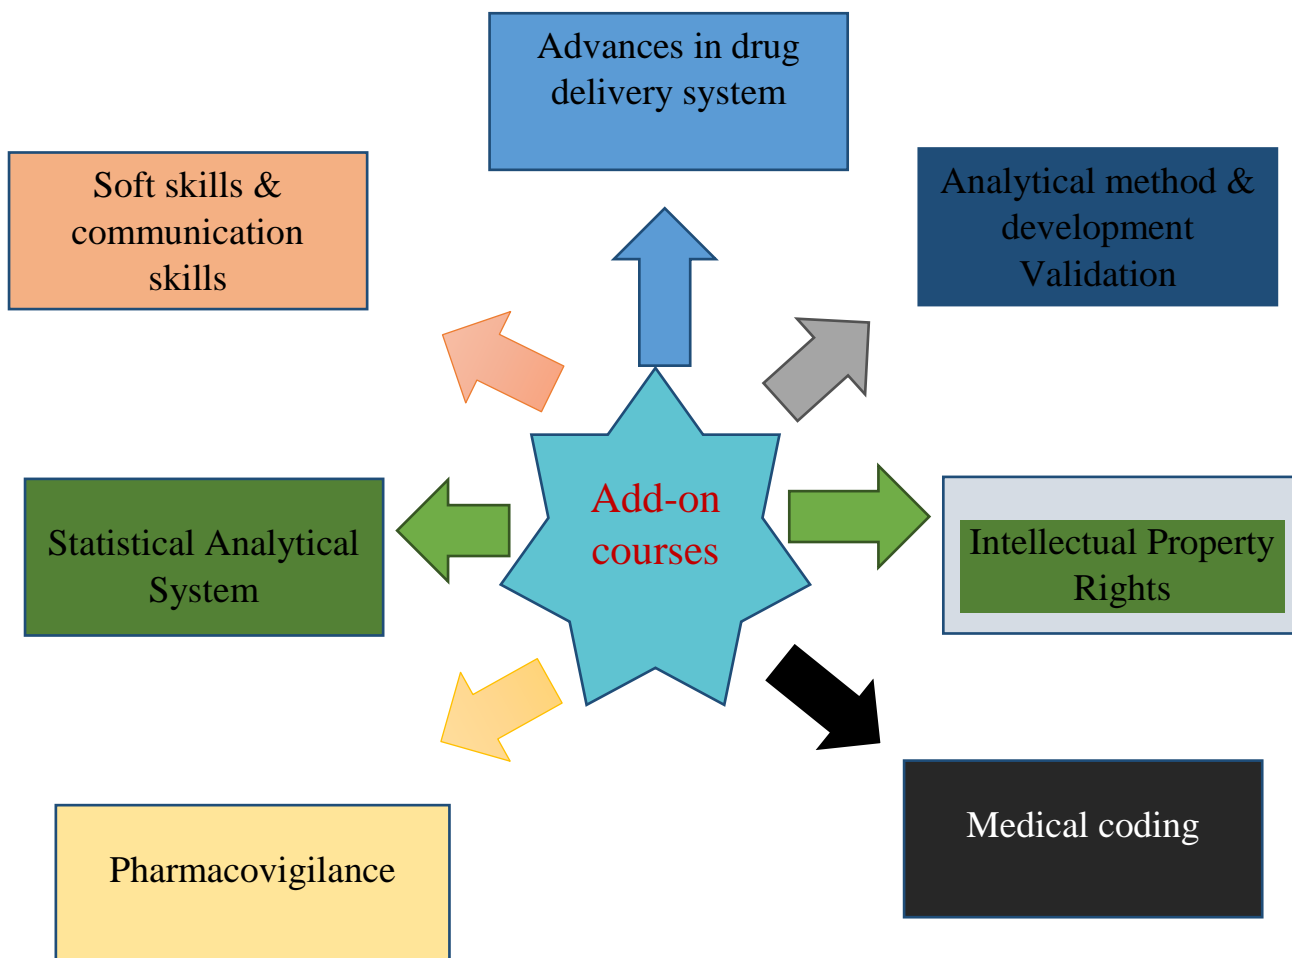 Advances in drug
delivery system
Soft skills &
communication
skills
Analytical method &
development
Validation
Add-on
courses
Statistical Analytical
System
Intellectual Property
Rights
Pharmacovigilance
Medical coding